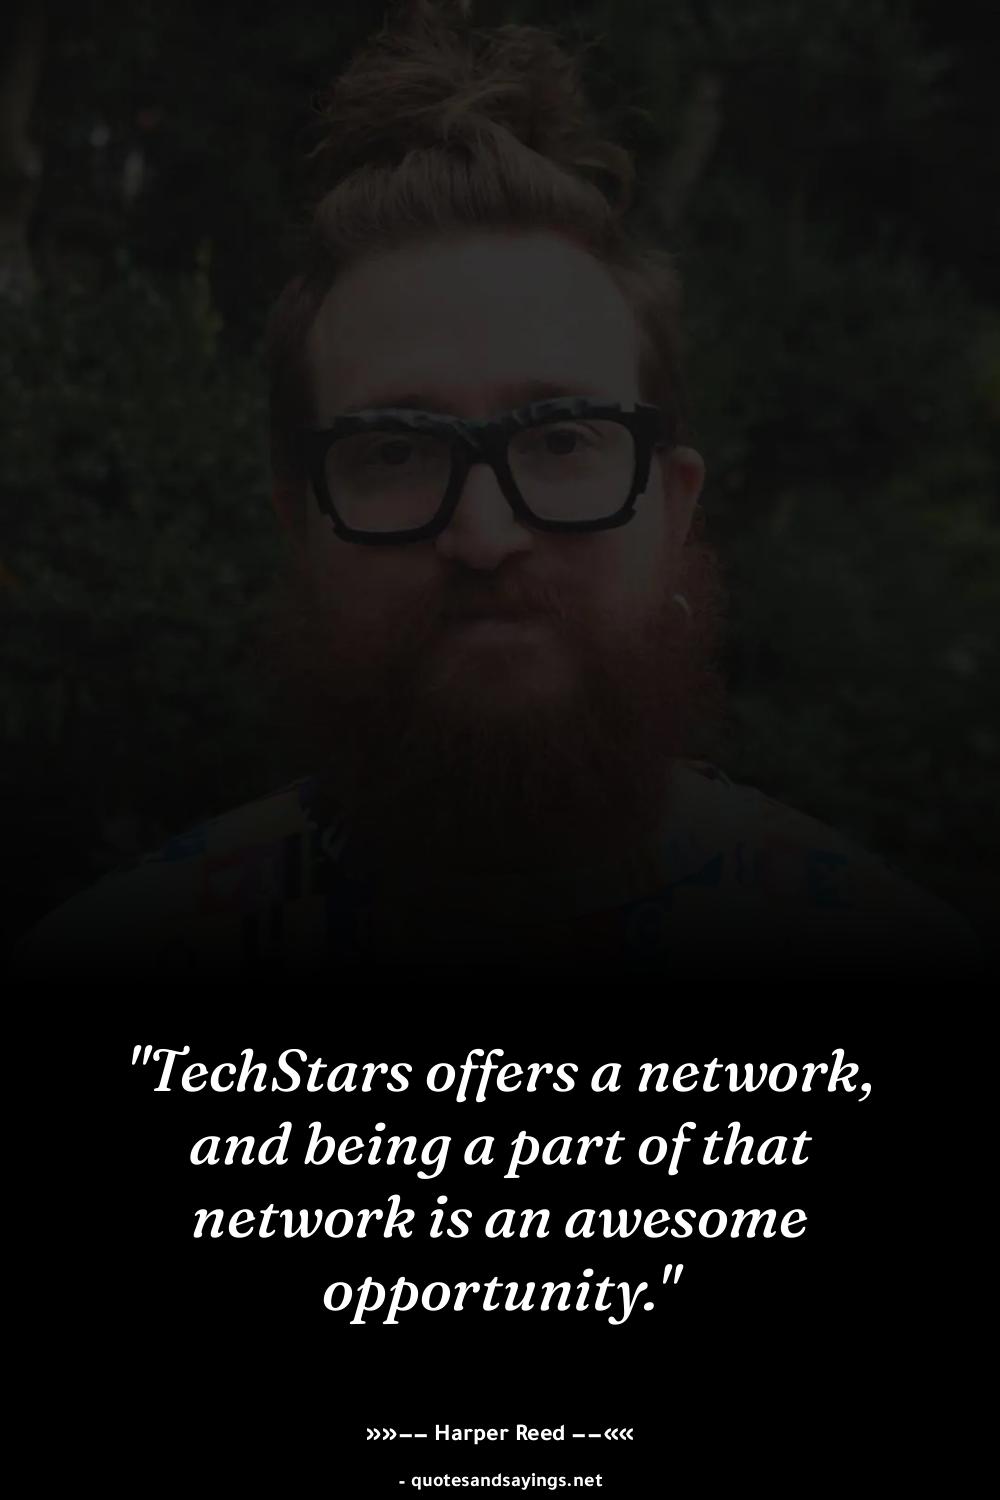 "TechStars offers a network,
and being a part of that
network is an awesome
opportunity."
»»–– Harper Reed ––««
- quotesandsayings.net